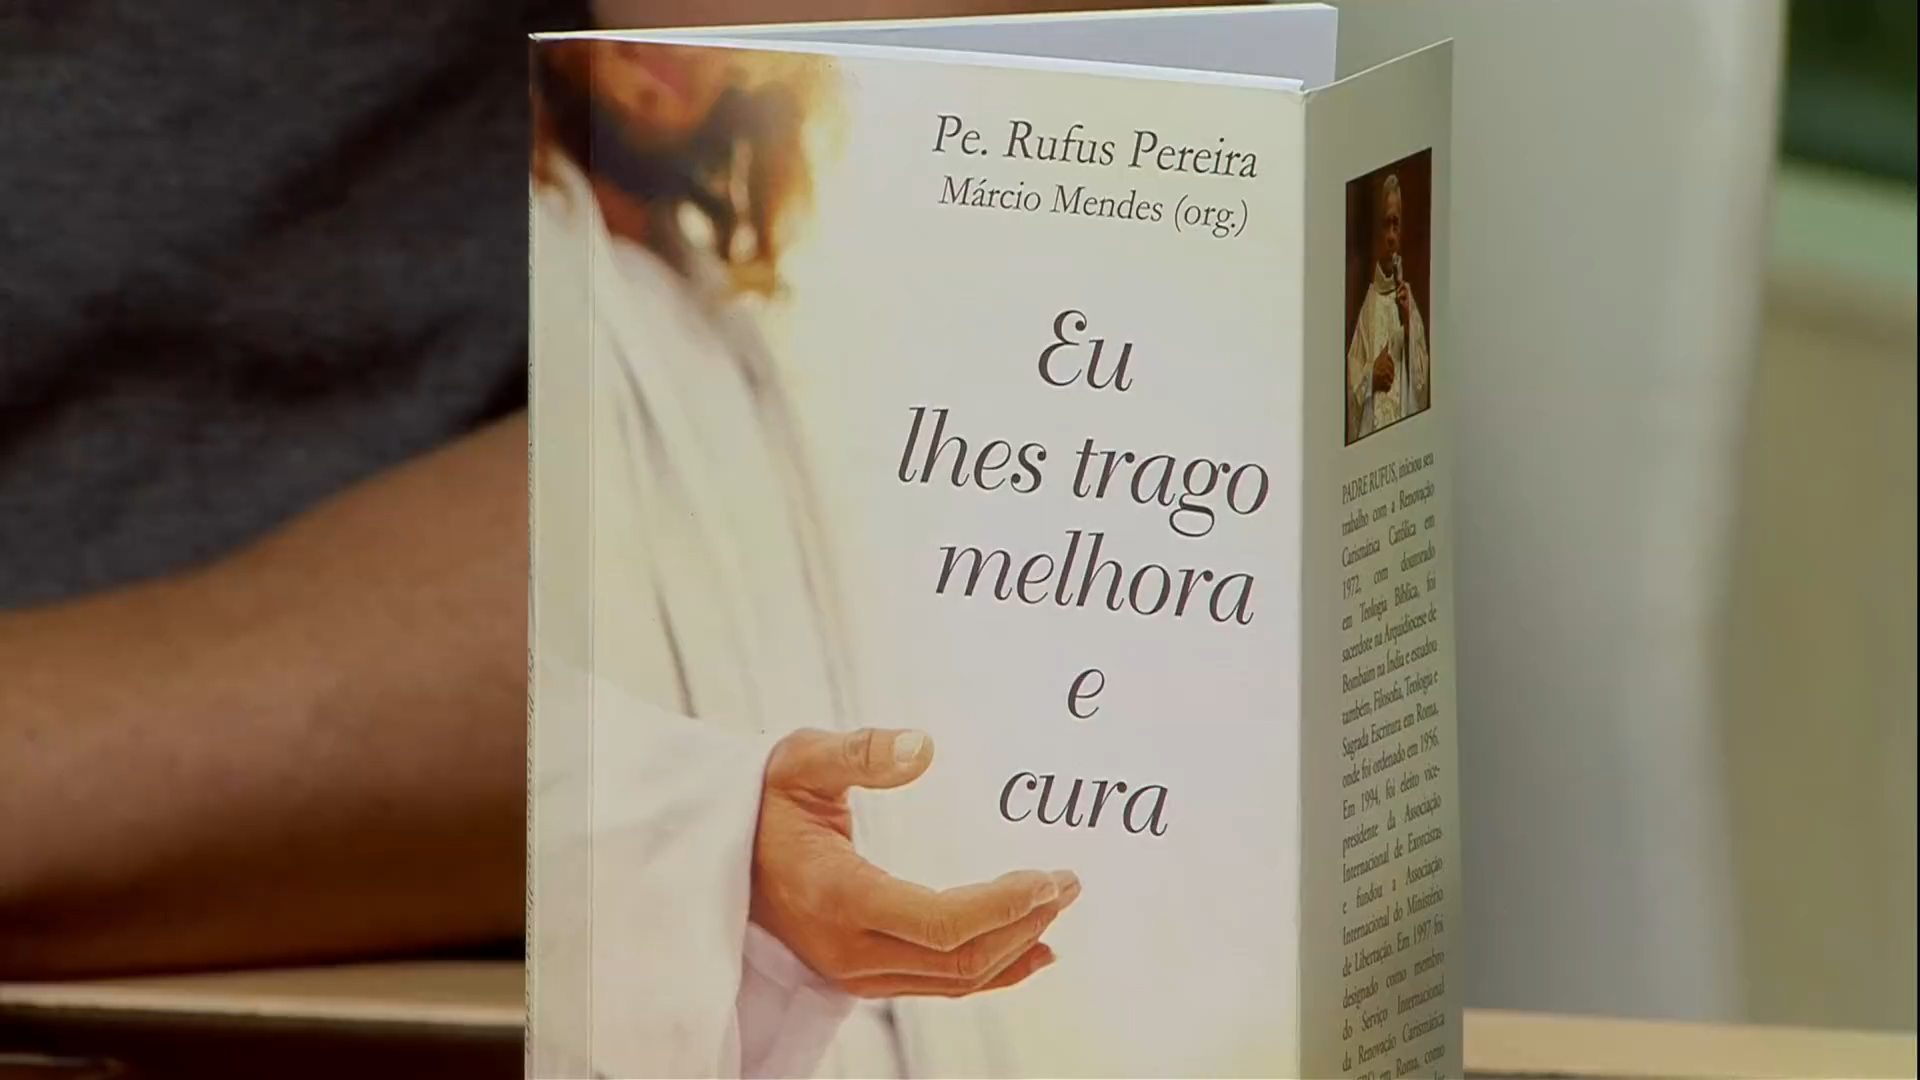 Pe. Rufus Pereira
Márcio Mendes (org.)
Eu
lhes trago
melhora
e
cura
PADRE RUFUS, iniciou seu
trabalho com a Renovação
Carismática Católica em
1972, com doutorado
em Teologia Bíblica, foi
sacerdote na Arquidiocese de
Bombaim na Índia e estudou
também, Filosofia, Teologia e
Sagrada Escritura em Roma,
onde foi ordenado em 1956.
Em 1994, foi eleito vice-
presidente da Associação
Internacional de Exorcistas
e fundou a Associação
Internacional do Ministério
de Libertação. Em 1997 foi
designado como membro
do Serviço Internacional
da Renovação Carismática
em Roma, como